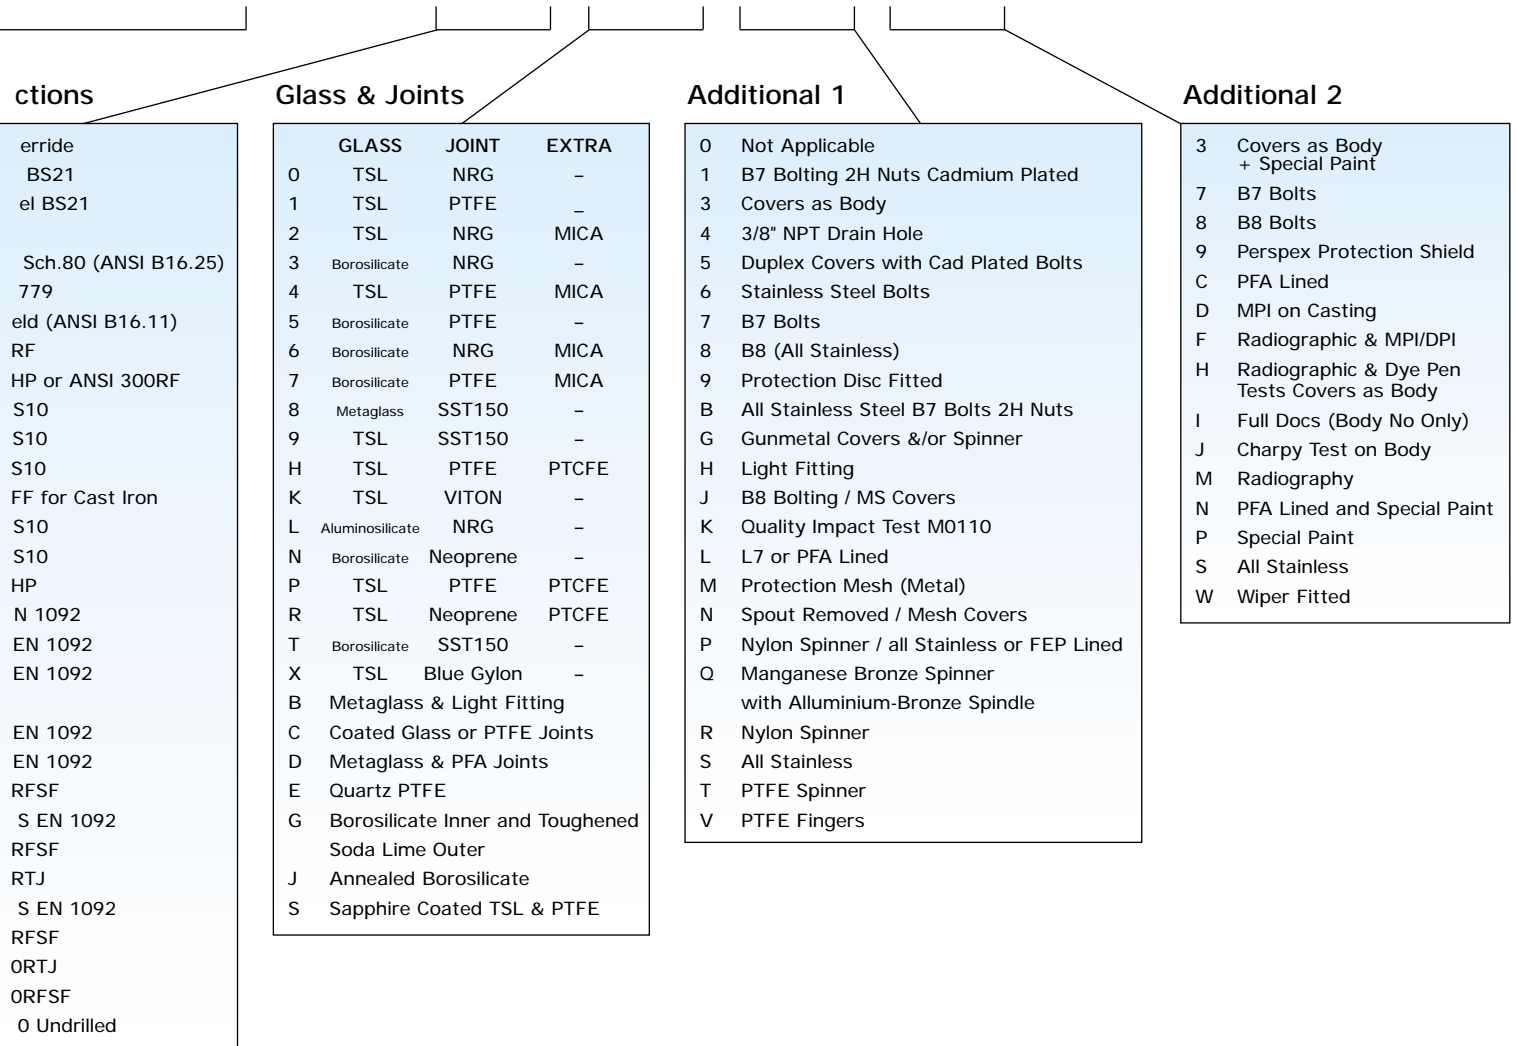 ctions
erride
BS21
el BS21
Sch.80 (ANSI B16.25)
779
eld (ANSI B16.11)
RF
HP or ANSI 300RF
S10
S10
S10
FF for Cast Iron
S10
S10
HP
N 1092
EN 1092
EN 1092
EN 1092
EN 1092
RFSF
S EN 1092
RFSF
RTJ
S EN 1092
RFSF
0RTJ
0RFSF
0 Undrilled
Glass & Joints
GLASS JOINT EXTRA
0 TSL NRG –
1 TSL PTFE _
2 TSL NRG MICA
3 Borosilicate NRG –
4 TSL PTFE MICA
5 Borosilicate PTFE –
6 Borosilicate NRG MICA
7 Borosilicate PTFE MICA
8 Metaglass SST150 –
9 TSL SST150 –
H TSL PTFE PTCFE
K TSL VITON –
L Aluminosilicate NRG –
N Borosilicate Neoprene –
P TSL PTFE PTCFE
R TSL Neoprene PTCFE
T Borosilicate SST150 –
X TSL Blue Gylon –
B Metaglass & Light Fitting
C Coated Glass or PTFE Joints
D Metaglass & PFA Joints
E Quartz PTFE
G Borosilicate Inner and Toughened
Soda Lime Outer
J Annealed Borosilicate
S Sapphire Coated TSL & PTFE
Additional 1
0 Not Applicable
1 B7 Bolting 2H Nuts Cadmium Plated
3 Covers as Body
4 3/8" NPT Drain Hole
5 Duplex Covers with Cad Plated Bolts
6 Stainless Steel Bolts
7 B7 Bolts
8 B8 (All Stainless)
9 Protection Disc Fitted
B All Stainless Steel B7 Bolts 2H Nuts
G Gunmetal Covers &/or Spinner
H Light Fitting
J B8 Bolting / MS Covers
K Quality Impact Test M0110
L L7 or PFA Lined
M Protection Mesh (Metal)
N Spout Removed / Mesh Covers
P Nylon Spinner / all Stainless or FEP Lined
Q Manganese Bronze Spinner
with Alluminium-Bronze Spindle
R Nylon Spinner
S All Stainless
T PTFE Spinner
V PTFE Fingers
Additional 2
3 Covers as Body
+ Special Paint
7 B7 Bolts
8 B8 Bolts
9 Perspex Protection Shield
C PFA Lined
D MPI on Casting
F Radiographic & MPI/DPI
H Radiographic & Dye Pen
Tests Covers as Body
I Full Docs (Body No Only)
J Charpy Test on Body
M Radiography
N PFA Lined and Special Paint
P Special Paint
S All Stainless
W Wiper Fitted